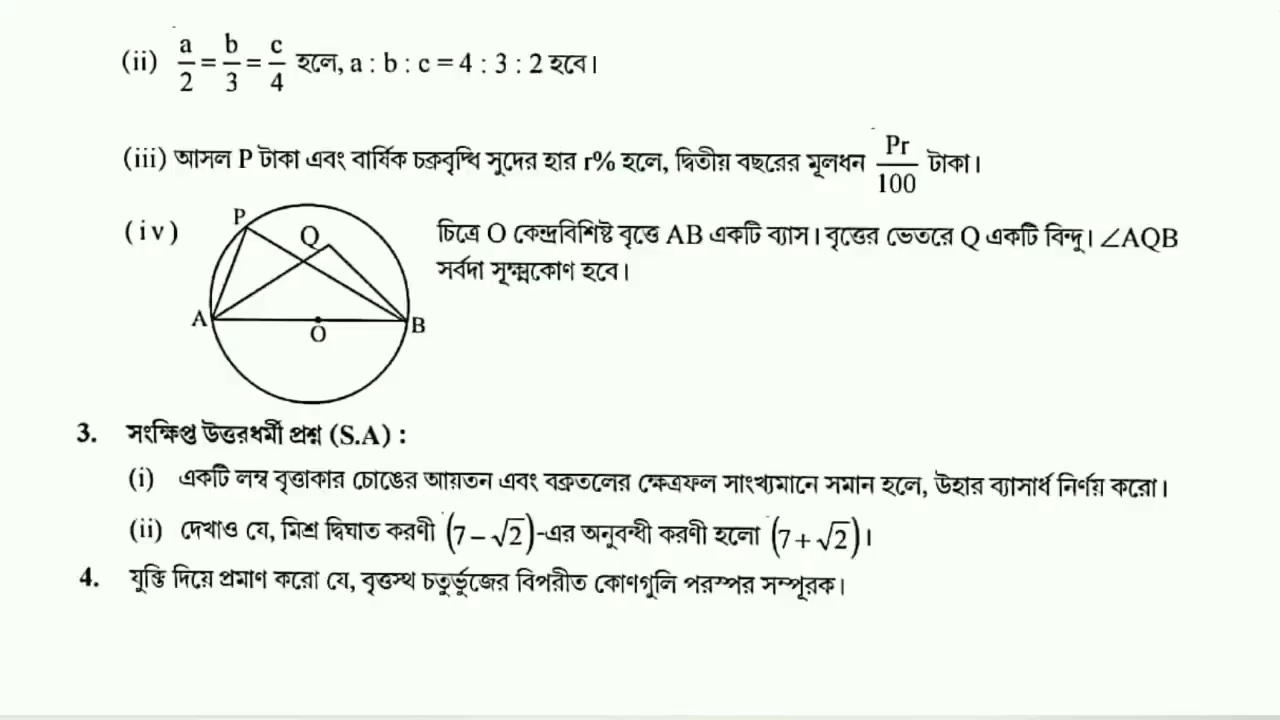 (ii) a/2 = b/3 = c/4 হলে, a : b : c = 4 : 3 : 2 হবে।
(iii) আসল P টাকা এবং বার্ষিক চক্রবৃদ্ধি সুদের হার r% হলে, দ্বিতীয় বছরের মূলধন Pr/100 টাকা।
(iv) চিত্রে O কেন্দ্রবিশিষ্ট বৃত্তে AB একটি ব্যাস। বৃত্তের ভেতরে Q একটি বিন্দু। ∠AQB
সর্বদা সূক্ষ্মকোণ হবে।
P
Q
A
O
B
3. সংক্ষিপ্ত উত্তরধর্মী প্রশ্ন (S.A) :
(i) একটি লম্ব বৃত্তাকার চোঙের আয়তন এবং বক্রতলের ক্ষেত্রফল সাংখ্যমানে সমান হলে, উহার ব্যাসার্ধ নির্ণয় করো।
(ii) দেখাও যে, মিশ্র দ্বিঘাত করণী (7 – √2)-এর অনুবন্ধী করণী হলো (7 + √2)।
4. যুক্তি দিয়ে প্রমাণ করো যে, বৃত্তস্থ চতুর্ভুজের বিপরীত কোণগুলি পরস্পর সম্পূরক।